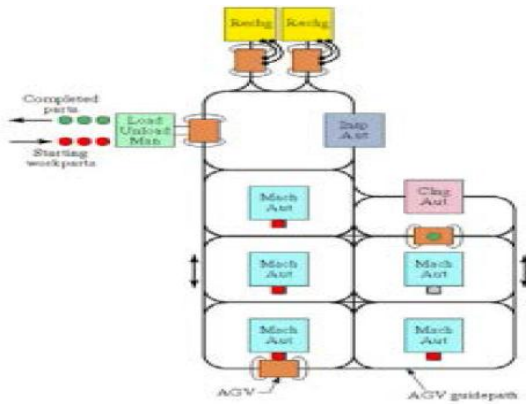 Rechg
Rechg
Completed
parts
Load
Unload
Man
Starting
workparts
Insp
Aut
Mach
Aut
Clng
Aut
Mach
Aut
Mach
Aut
Mach
Aut
Mach
Aut
AGV
AGV guidepath